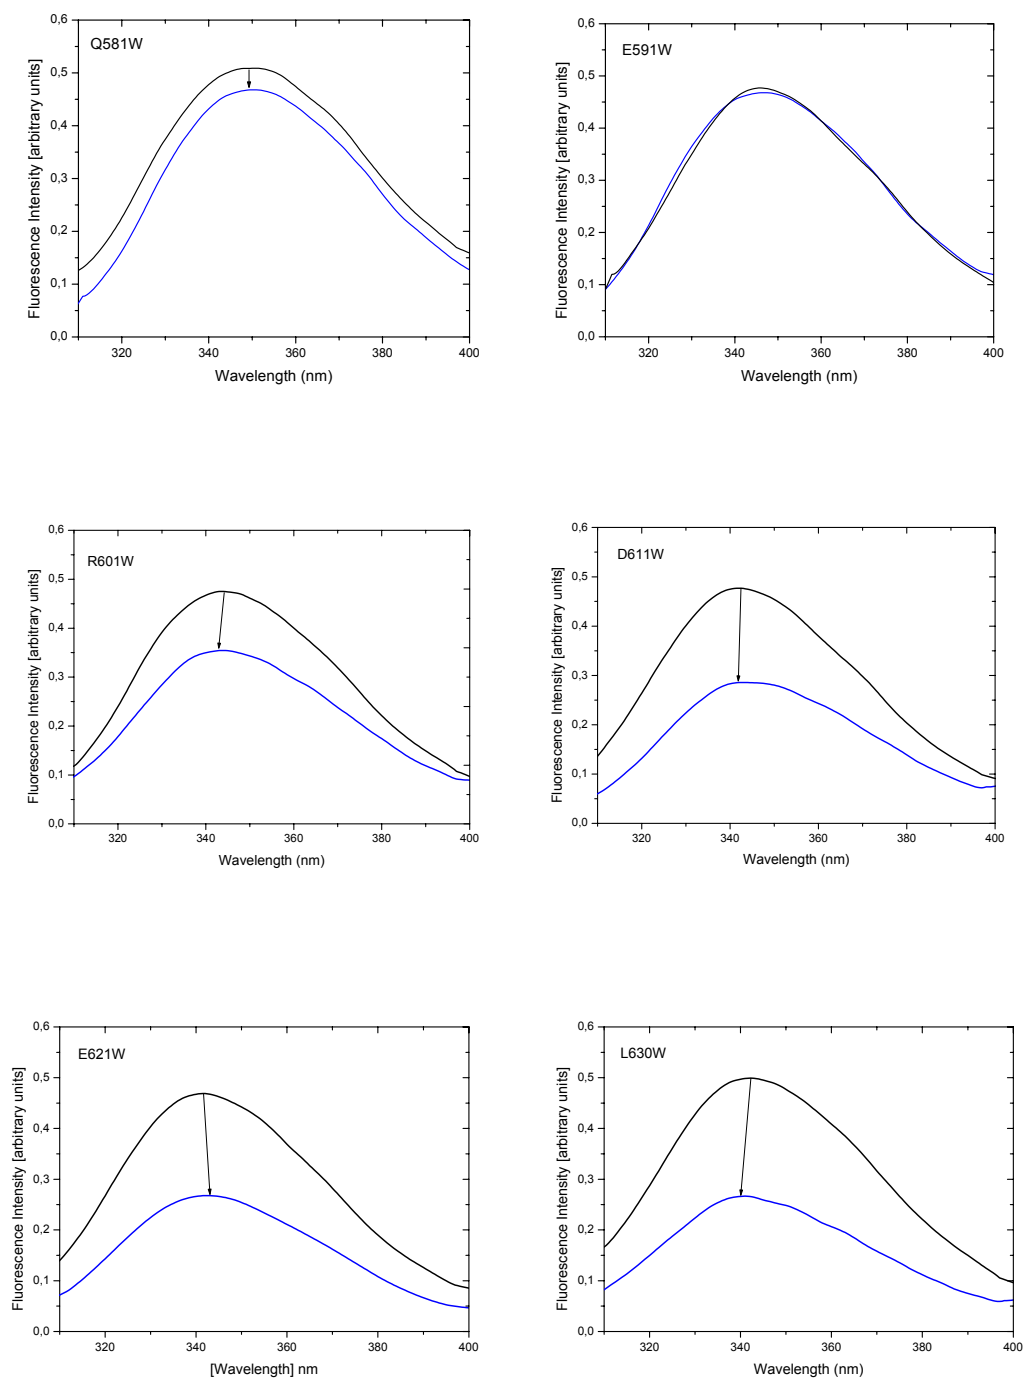 Q581W
Fluorescence Intensity [arbitrary units]
0,6
0,5
0,4
0,3
0,2
0,1
0,0
320 340 360 380 400
Wavelength (nm)
E591W
Fluorescence Intensity [arbitrary units]
0,6
0,5
0,4
0,3
0,2
0,1
0,0
320 340 360 380 400
Wavelength (nm)
R601W
Fluorescence Intensity [arbitrary units]
0,6
0,5
0,4
0,3
0,2
0,1
0,0
320 340 360 380 400
Wavelength (nm)
D611W
Fluorescence Intensity [arbitrary units]
0,6
0,5
0,4
0,3
0,2
0,1
0,0
320 340 360 380 400
Wavelength (nm)
E621W
Fluorescence Intensity [arbitrary units]
0,6
0,5
0,4
0,3
0,2
0,1
0,0
320 340 360 380 400
[Wavelength] nm
L630W
Fluorescence Intensity [arbitrary units]
0,6
0,5
0,4
0,3
0,2
0,1
0,0
320 340 360 380 400
Wavelength (nm)